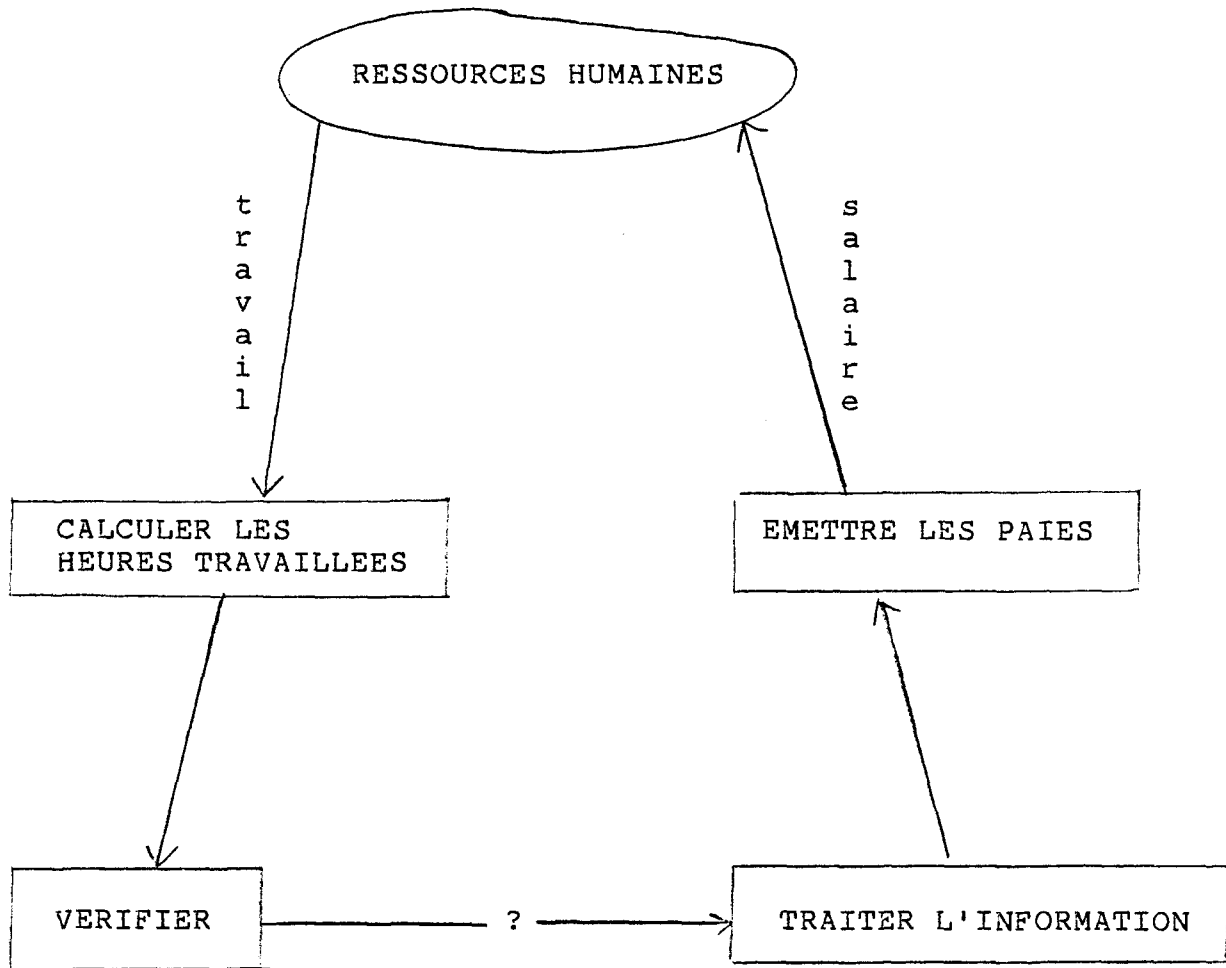 RESSOURCES HUMAINES
travail
salaire
CALCULER LES
HEURES TRAVAILLEES
EMETTRE LES PAIES
VERIFIER
?
TRAITER L'INFORMATION